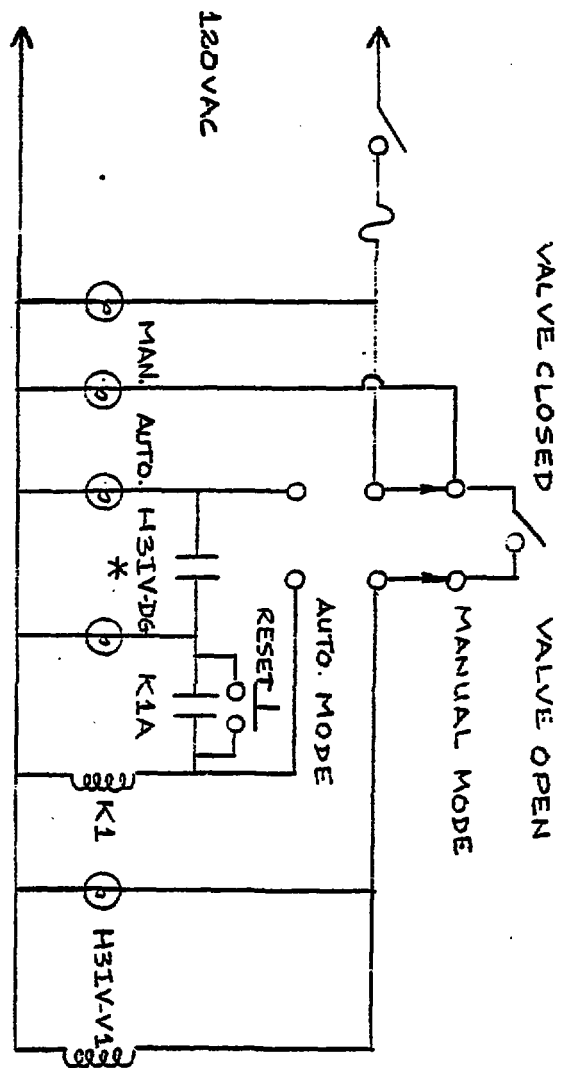 120VAC
VALVE CLOSED
VALVE OPEN
MANUAL MODE
AUTO. MODE
RESET
MAN.
AUTO.
H3IV-DG
*
K1A
K1
H3IV-V1